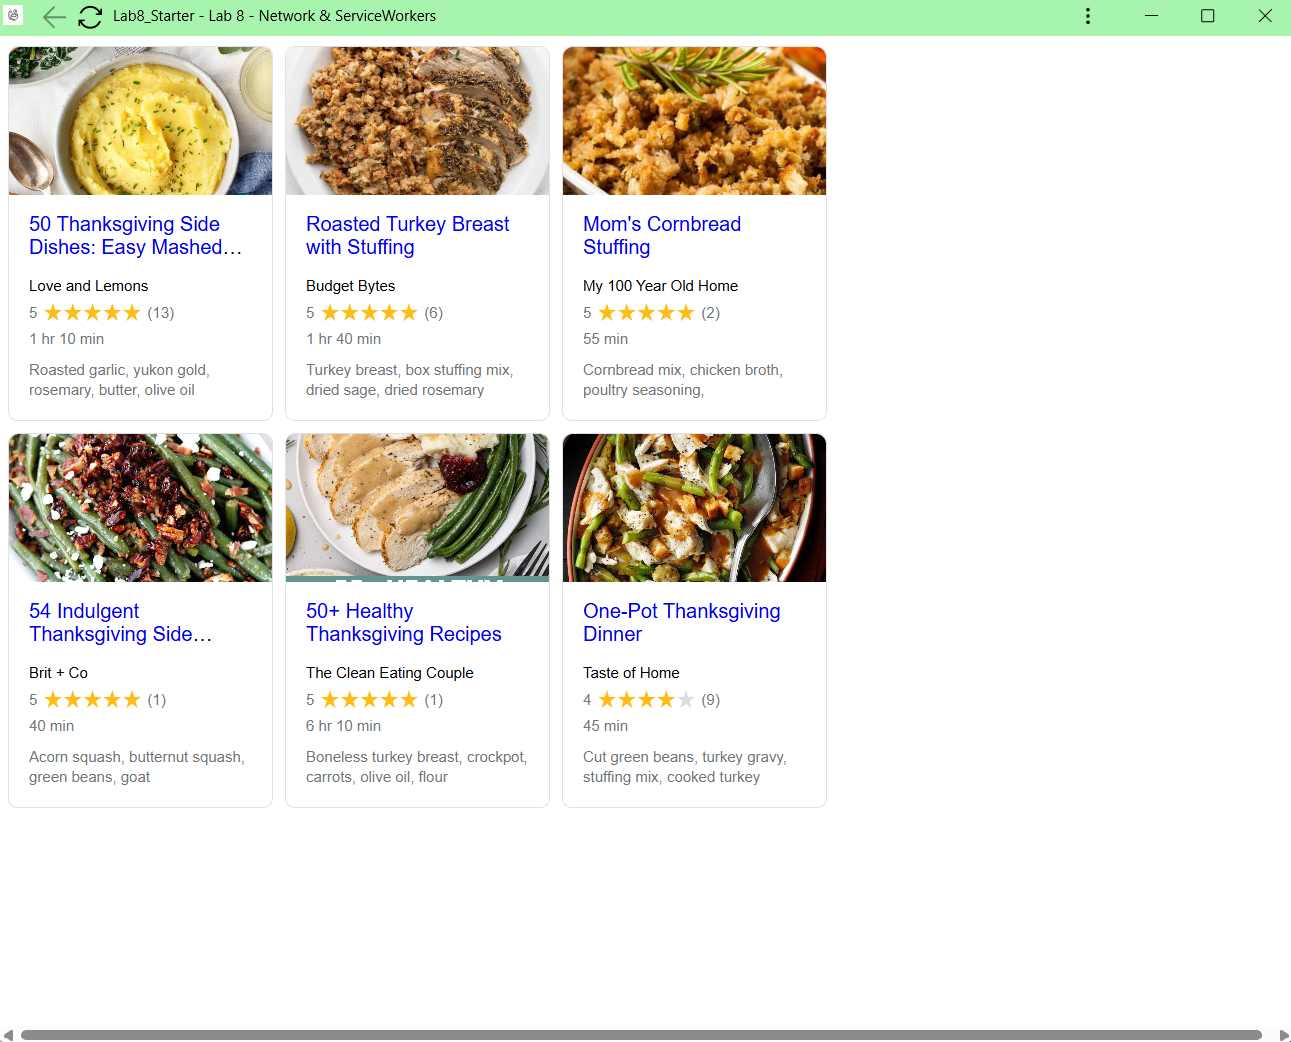 Lab8_Starter - Lab 8 - Network & ServiceWorkers
50 Thanksgiving Side
Dishes: Easy Mashed…
Love and Lemons
5 ★★★★★ (13)
1 hr 10 min
Roasted garlic, yukon gold,
rosemary, butter, olive oil
Roasted Turkey Breast
with Stuffing
Budget Bytes
5 ★★★★★ (6)
1 hr 40 min
Turkey breast, box stuffing mix,
dried sage, dried rosemary
Mom's Cornbread
Stuffing
My 100 Year Old Home
5 ★★★★★ (2)
55 min
Cornbread mix, chicken broth,
poultry seasoning,
54 Indulgent
Thanksgiving Side…
Brit + Co
5 ★★★★★ (1)
40 min
Acorn squash, butternut squash,
green beans, goat
50+ Healthy
Thanksgiving Recipes
The Clean Eating Couple
5 ★★★★★ (1)
6 hr 10 min
Boneless turkey breast, crockpot,
carrots, olive oil, flour
One-Pot Thanksgiving
Dinner
Taste of Home
4 ★★★★★ (9)
45 min
Cut green beans, turkey gravy,
stuffing mix, cooked turkey